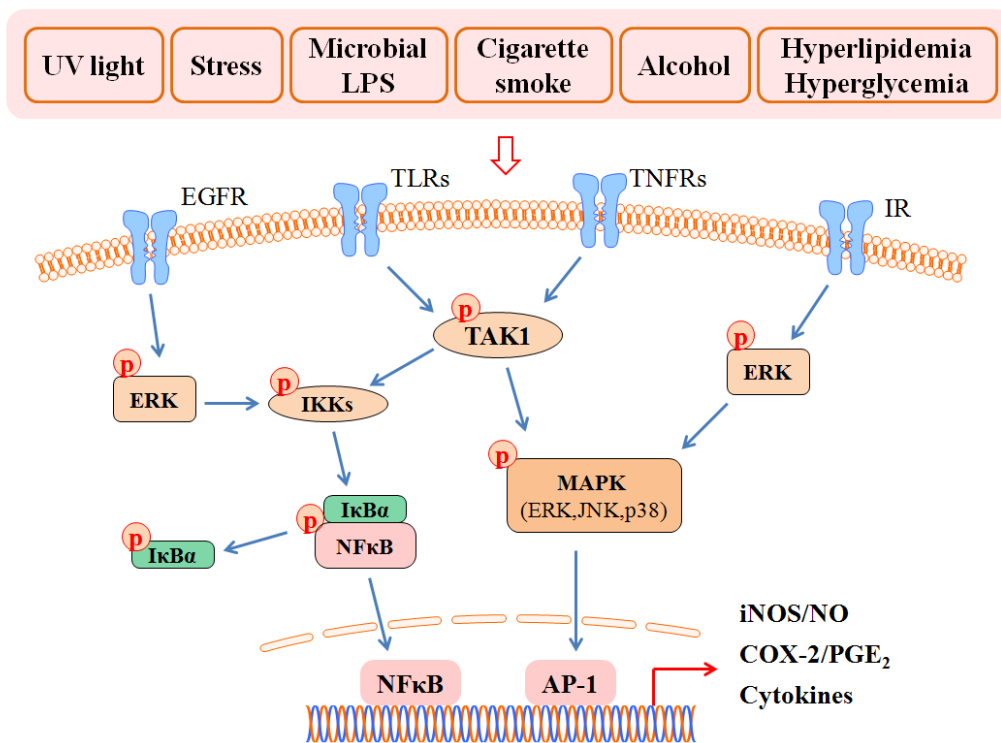 UV light
Stress
Microbial
LPS
Cigarette
smoke
Alcohol
Hyperlipidemia
Hyperglycemia
EGFR
TLRs
TNFRs
IR
p
TAK1
p
ERK
p
IKKs
p
ERK
p
MAPK
(ERK,JNK,p38)
p
IκBα
NFκB
p
IκBα
iNOS/NO
COX-2/PGE₂
Cytokines
NFκB
AP-1